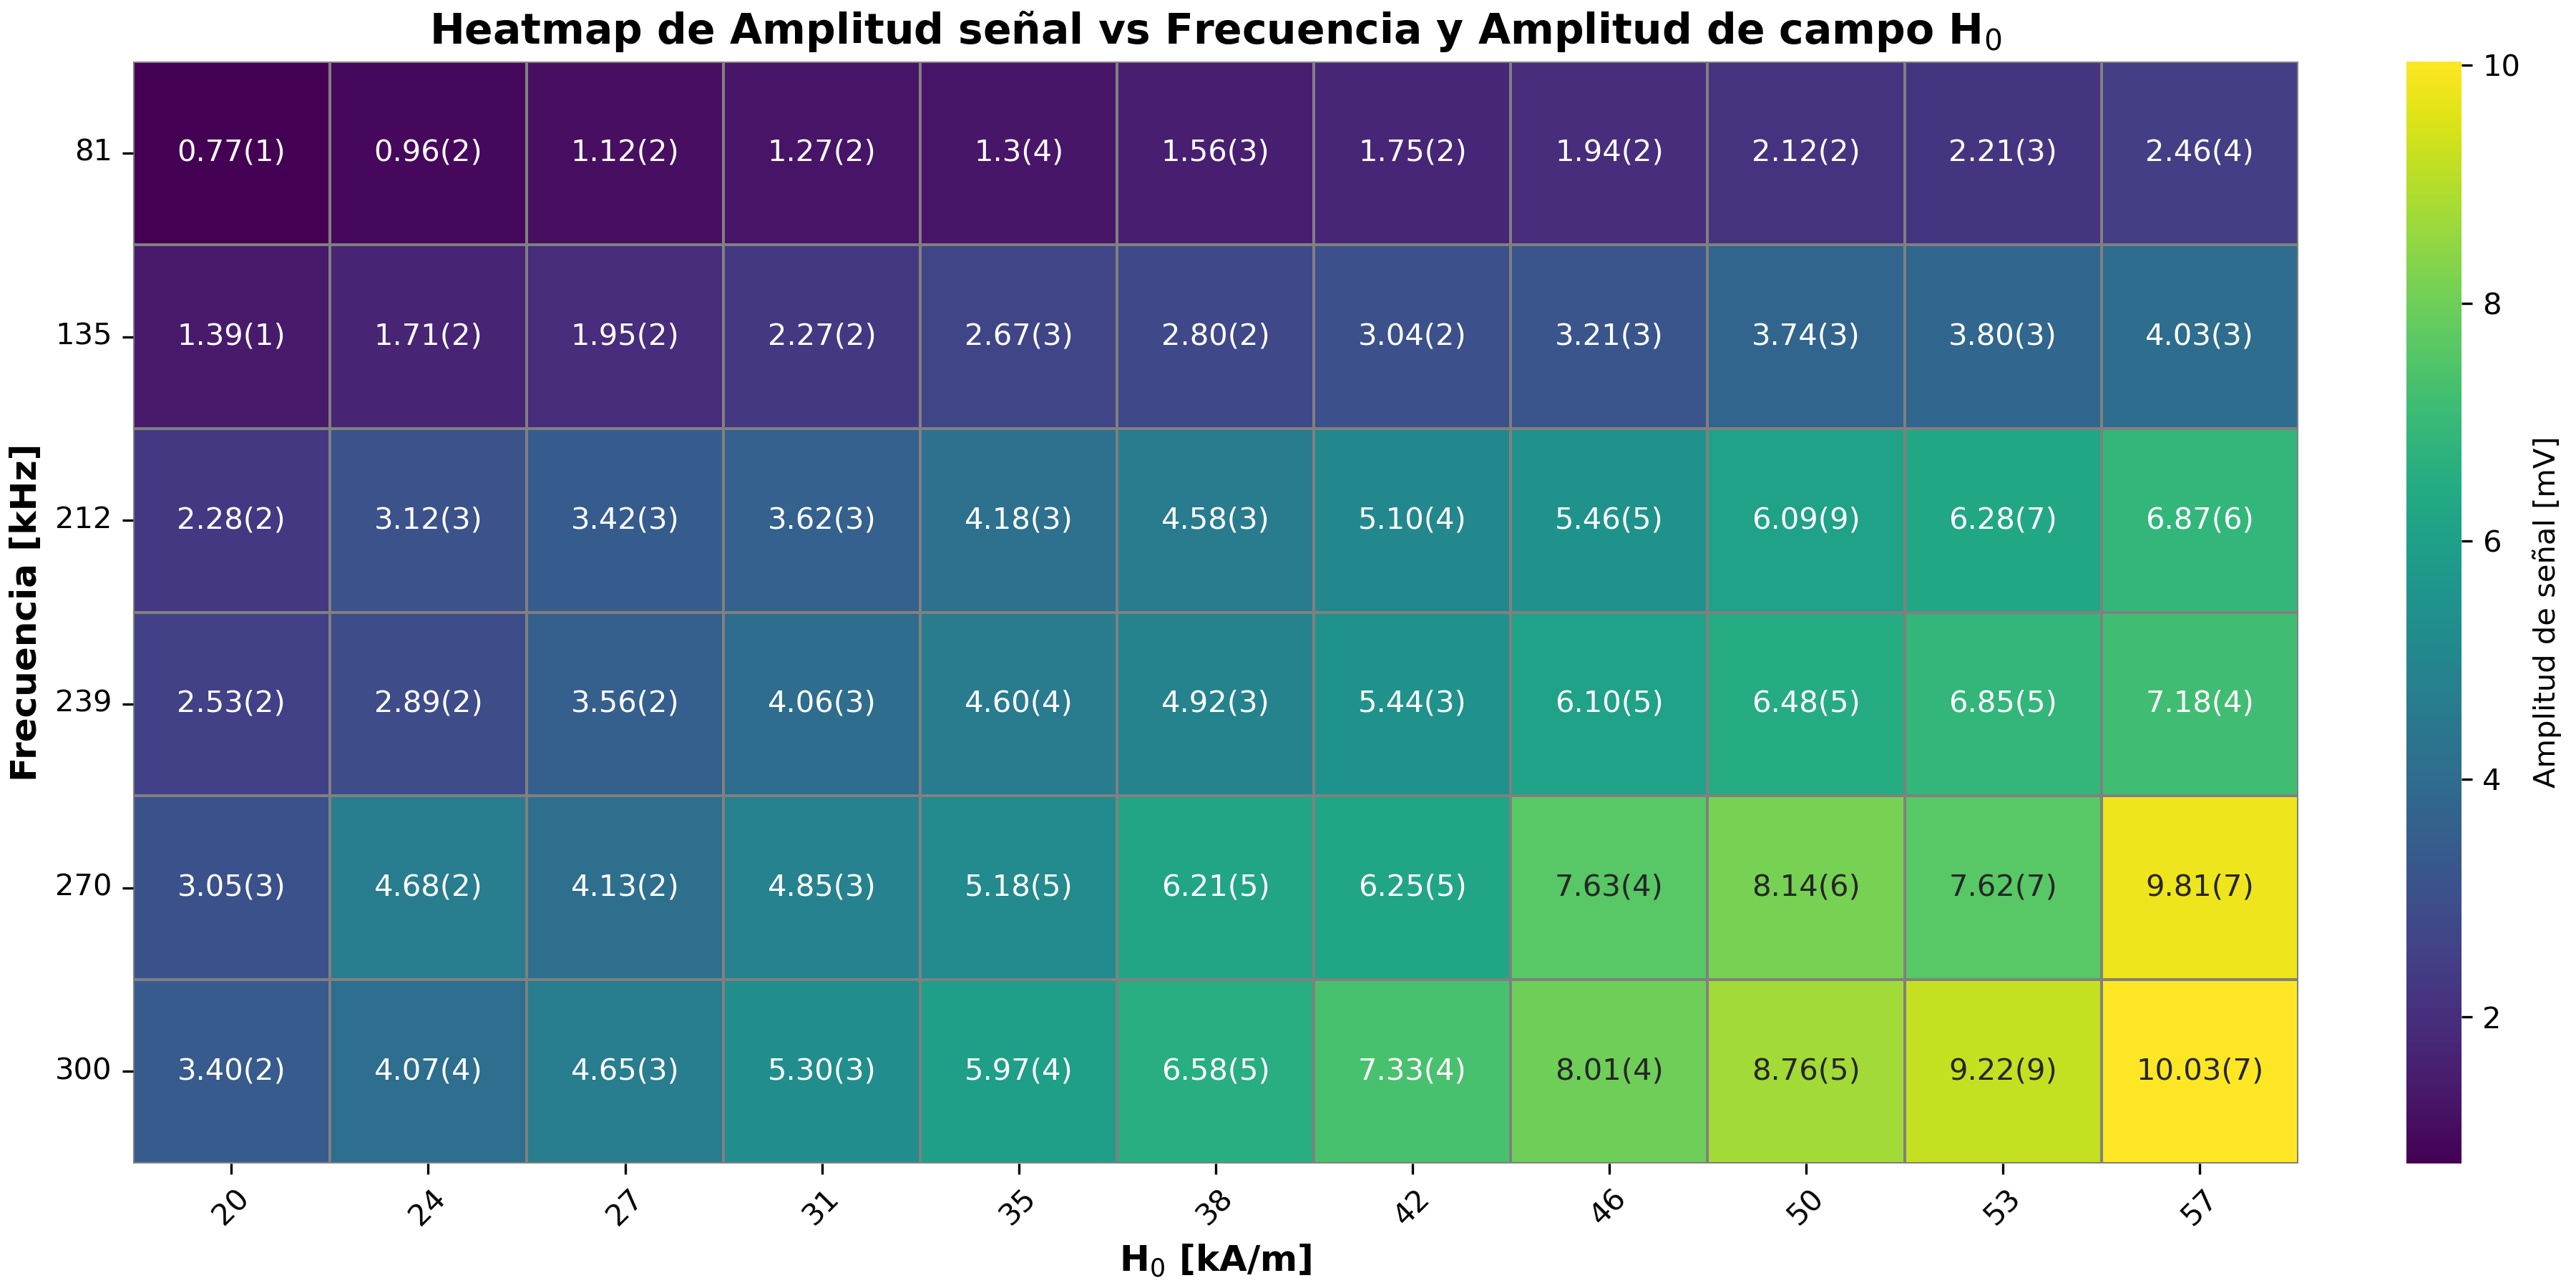 Heatmap de Amplitud señal vs Frecuencia y Amplitud de campo H₀
81 0.77(1) 0.96(2) 1.12(2) 1.27(2) 1.3(4) 1.56(3) 1.75(2) 1.94(2) 2.12(2) 2.21(3) 2.46(4)
135 1.39(1) 1.71(2) 1.95(2) 2.27(2) 2.67(3) 2.80(2) 3.04(2) 3.21(3) 3.74(3) 3.80(3) 4.03(3)
212 2.28(2) 3.12(3) 3.42(3) 3.62(3) 4.18(3) 4.58(3) 5.10(4) 5.46(5) 6.09(9) 6.28(7) 6.87(6)
239 2.53(2) 2.89(2) 3.56(2) 4.06(3) 4.60(4) 4.92(3) 5.44(3) 6.10(5) 6.48(5) 6.85(5) 7.18(4)
270 3.05(3) 4.68(2) 4.13(2) 4.85(3) 5.18(5) 6.21(5) 6.25(5) 7.63(4) 8.14(6) 7.62(7) 9.81(7)
300 3.40(2) 4.07(4) 4.65(3) 5.30(3) 5.97(4) 6.58(5) 7.33(4) 8.01(4) 8.76(5) 9.22(9) 10.03(7)
20 24 27 31 35 38 42 46 50 53 57
H₀ [kA/m]
Frecuencia [kHz]
10
8
6
4
2
Amplitud de señal [mV]